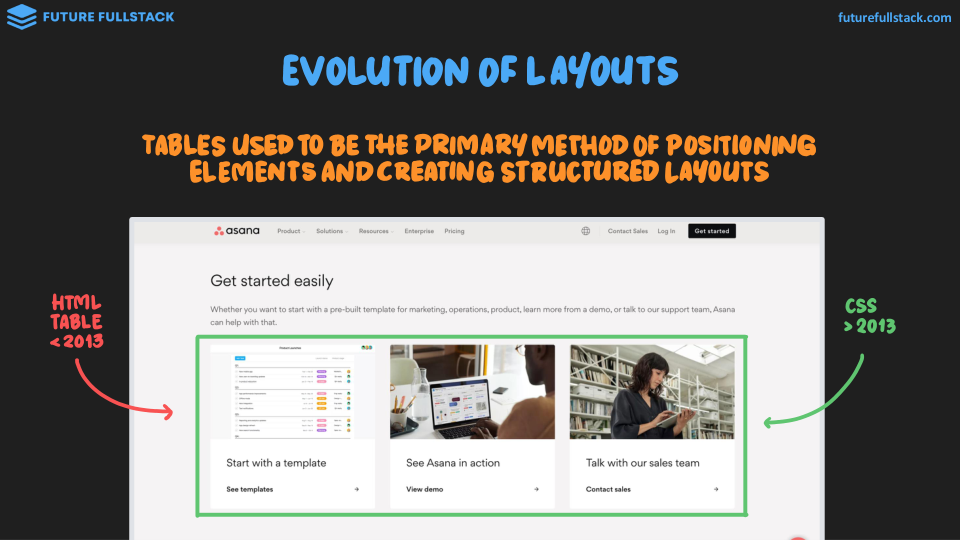 FUTURE FULLSTACK
futurefullstack.com
EVOLUTION OF LAYOUTS
TABLES USED TO BE THE PRIMARY METHOD OF POSITIONING
ELEMENTS AND CREATING STRUCTURED LAYOUTS
asana
Product
Solutions
Resources
Enterprise
Pricing
Contact Sales
Log In
Get started
Get started easily
Whether you want to start with a pre-built template for marketing, operations, product, learn more from a demo, or talk to our support team, Asana
can help with that.
HTML
TABLE
< 2013
CSS
> 2013
Start with a template
See templates →
See Asana in action
View demo →
Talk with our sales team
Contact sales →